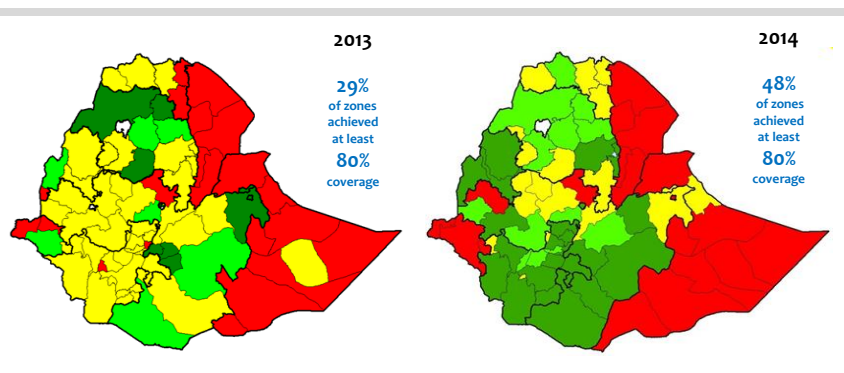 2013
29%
of zones
achieved
at least
80%
coverage
2014
48%
of zones
achieved
at least
80%
coverage